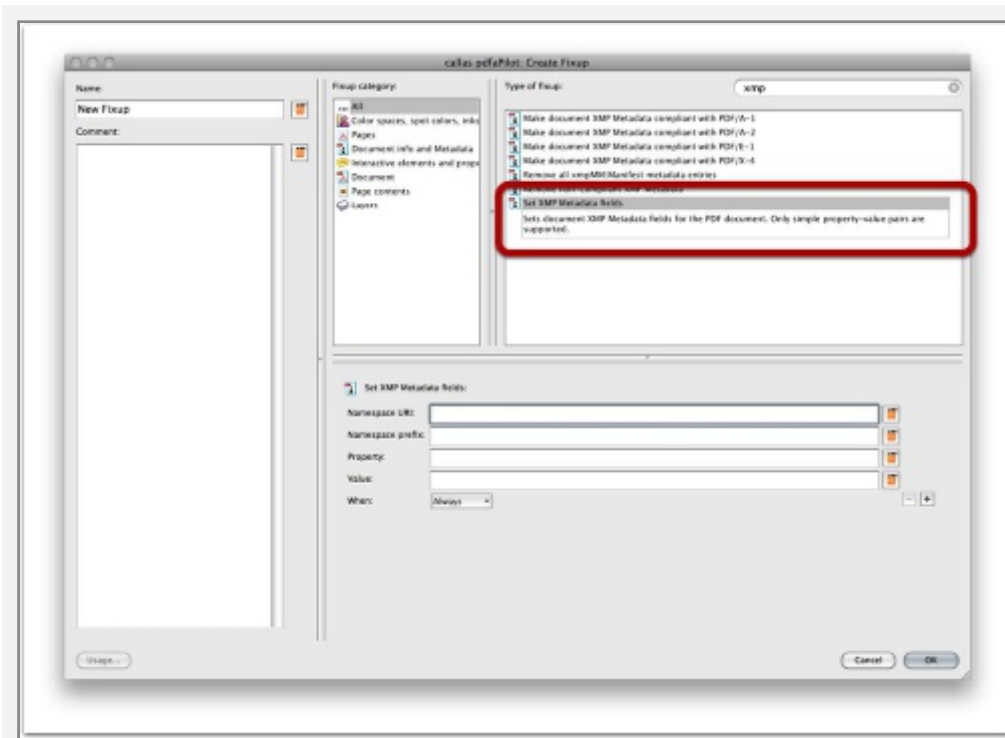 callas pdfaPilot: Create Fixup
Name:
New Fixup
Comment:
Usage...
Fixup category:
All
Color spaces, spot colors, inks
Pages
Document info and Metadata
Interactive elements and prope
Document
Page contents
Layers
Type of fixup:
xmp
Make document XMP Metadata compliant with PDF/A-1
Make document XMP Metadata compliant with PDF/A-2
Make document XMP Metadata compliant with PDF/E-1
Make document XMP Metadata compliant with PDF/X-4
Remove all xmpMM:Manifest metadata entries
Remove non-compliant XMP Metadata
Set XMP Metadata fields
Sets document XMP Metadata fields for the PDF document. Only simple property-value pairs are
supported.
Set XMP Metadata fields:
Namespace URI:
Namespace prefix:
Property:
Value:
When:
Always
Cancel
OK